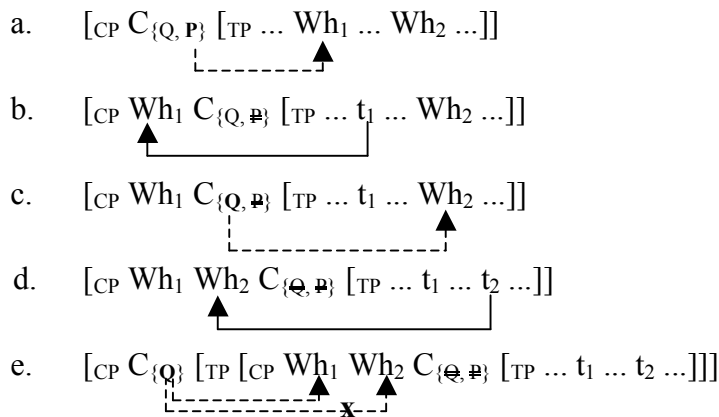 a. [CP C{Q, P} [TP ... Wh1 ... Wh2 ...]]
b. [CP Wh1 C{Q, P} [TP ... t1 ... Wh2 ...]]
c. [CP Wh1 C{Q, P} [TP ... t1 ... Wh2 ...]]
d. [CP Wh1 Wh2 C{Q, P} [TP ... t1 ... t2 ...]]
e. [CP C{Q} [TP [CP Wh1 Wh2 C{Q, P} [TP ... t1 ... t2 ...]]]
x